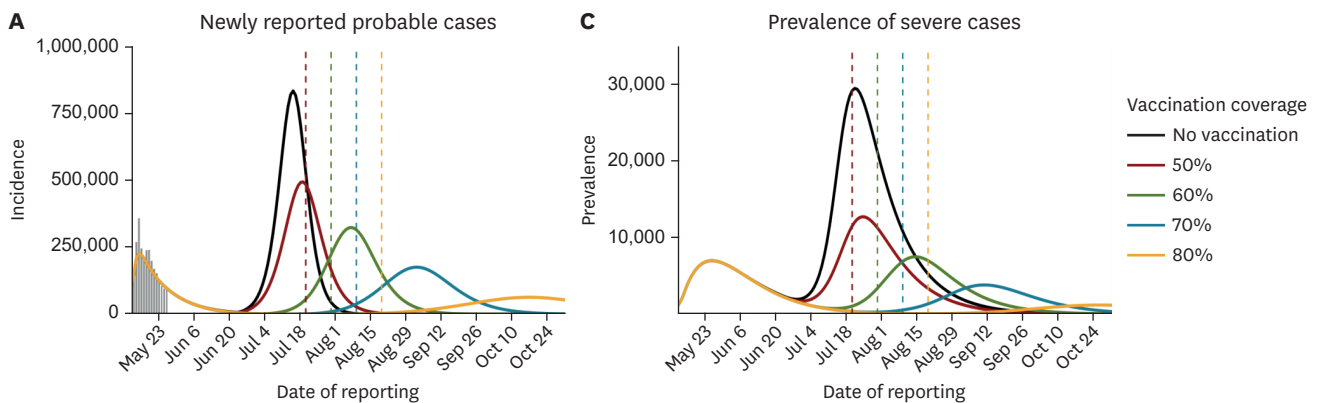 A Newly reported probable cases
1,000,000
750,000
500,000
250,000
0
Incidence
May 23 Jun 6 Jun 20 Jul 4 Jul 18 Aug 1 Aug 15 Aug 29 Sep 12 Sep 26 Oct 10 Oct 24
Date of reporting
C Prevalence of severe cases
30,000
20,000
10,000
Prevalence
May 23 Jun 6 Jun 20 Jul 4 Jul 18 Aug 1 Aug 15 Aug 29 Sep 12 Sep 26 Oct 10 Oct 24
Date of reporting
Vaccination coverage
No vaccination
50%
60%
70%
80%